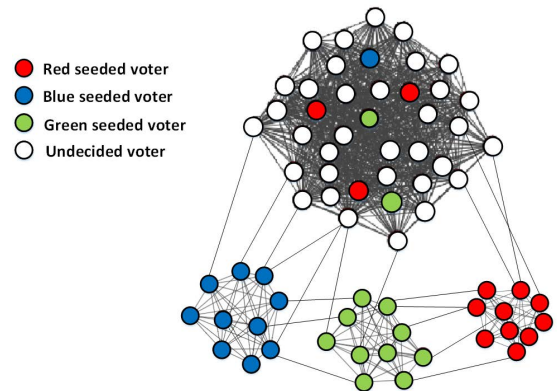 Red seeded voter
Blue seeded voter
Green seeded voter
Undecided voter